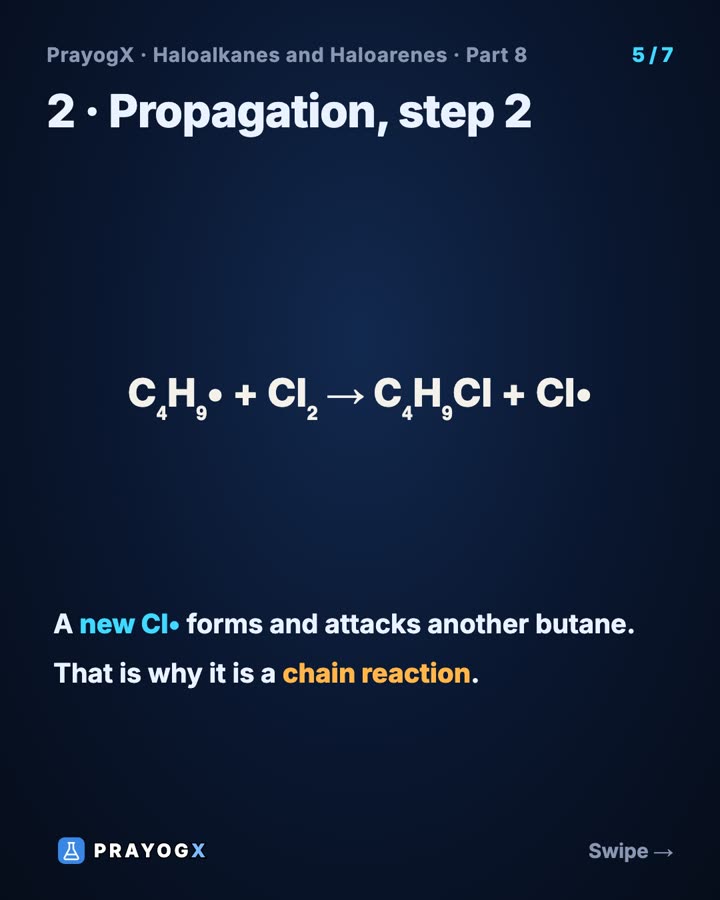 PrayogX · Haloalkanes and Haloarenes · Part 8
5 / 7
2 · Propagation, step 2
C₄H₉• + Cl₂ → C₄H₉Cl + Cl•
A new Cl• forms and attacks another butane.
That is why it is a chain reaction.
PRAYOGX
Swipe →